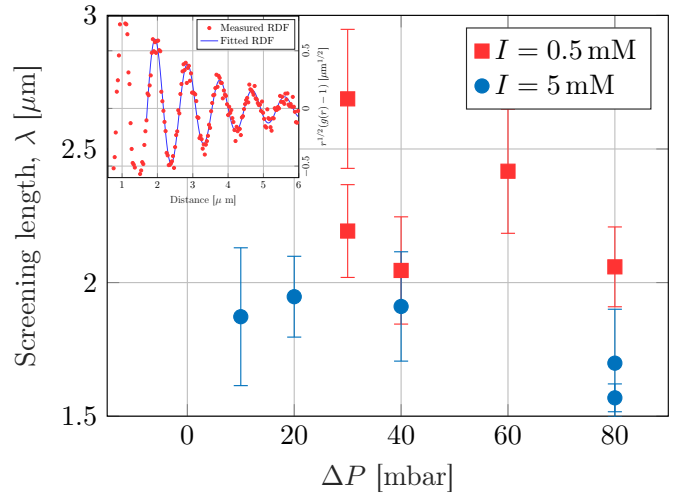 3
2.5
2
1.5
Screening length, λ [μm]
0
20
40
60
80
ΔP [mbar]
I = 0.5 mM
I = 5 mM
Measured RDF
Fitted RDF
0.5
0
−0.5
r^{1/2}(g(r) − 1) [μm^{1/2}]
1
2
3
4
5
6
Distance [μ m]